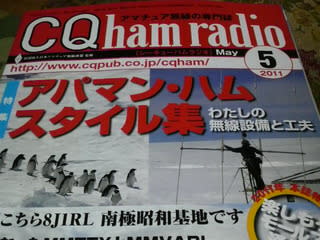 アマチュア無線の専門誌
CQ ham radio
[シーキューハムラジオ] May
http://www.cqpub.co.jp/cqham/
5
2011
特集
アパマン・ハム
スタイル集
わたしの
無線設備と工夫
こちら8J1RL 南極昭和基地です